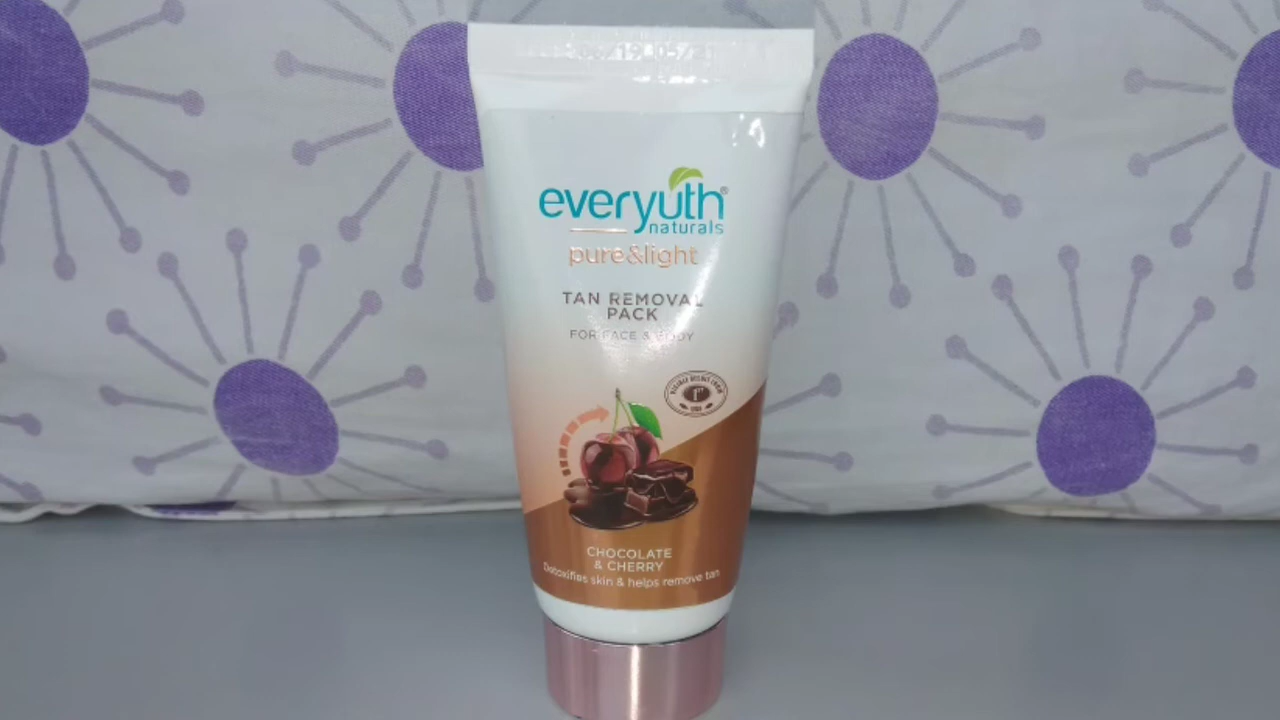 everyuth®
naturals
pure&light
TAN REMOVAL
PACK
FOR FACE & BODY
CHOCOLATE
& CHERRY
Detoxifies skin & helps remove tan